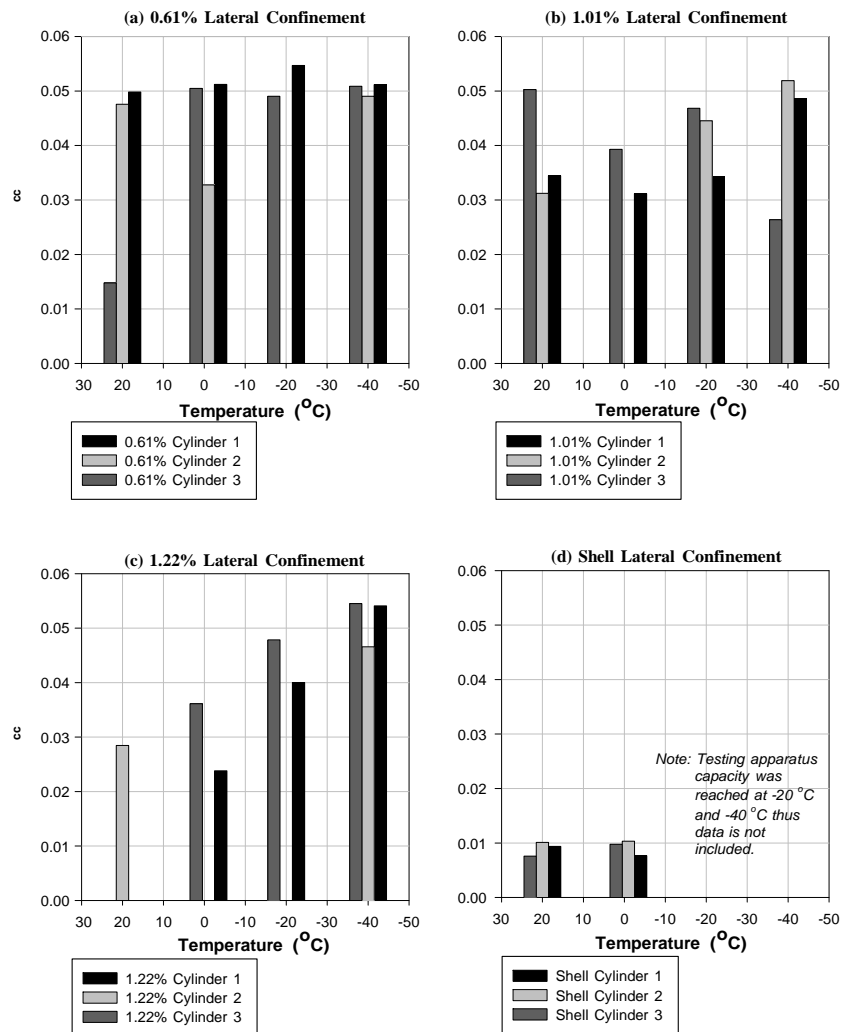 (a) 0.61% Lateral Confinement
0.06
0.05
0.04
0.03
0.02
0.01
0.00
cc
30 20 0 -10 -20 -30 -40 -50
Temperature (°C)
0.61% Cylinder 1
0.61% Cylinder 2
0.61% Cylinder 3
(b) 1.01% Lateral Confinement
0.06
0.05
0.04
0.03
0.02
0.01
0.00
30 20 0 -10 -20 -30 -40 -50
Temperature (°C)
1.01% Cylinder 1
1.01% Cylinder 2
1.01% Cylinder 3
(c) 1.22% Lateral Confinement
0.06
0.05
0.04
0.03
0.02
0.01
0.00
cc
30 20 0 -10 -20 -30 -40 -50
Temperature (°C)
1.22% Cylinder 1
1.22% Cylinder 2
1.22% Cylinder 3
(d) Shell Lateral Confinement
0.06
0.05
0.04
0.03
0.02
0.01
0.00
Note: Testing apparatus
capacity was
reached at -20 °C
and -40 °C thus
data is not
included.
30 20 0 -10 -20 -30 -40 -50
Temperature (°C)
Shell Cylinder 1
Shell Cylinder 2
Shell Cylinder 3